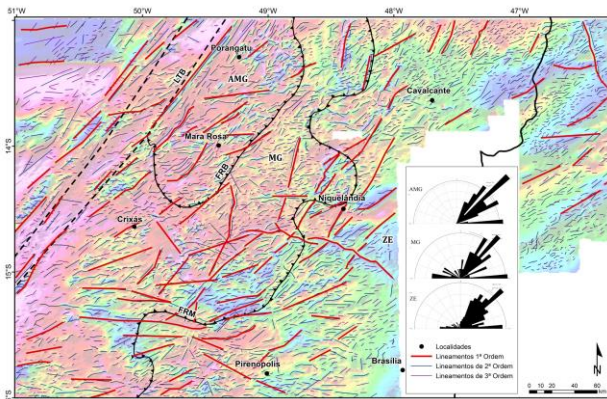 51°W 50°W 49°W 48°W 47°W
Porangatu
LTB
AMG
Cavalcante
14°S
Mara Rosa
FRB
MG
AMG
Niquelândia
Crixás
MG
ZE
15°S
ZE
FRM
Localidades
Lineamentos 1ª Ordem
Pirenópolis
Brasília
Lineamentos de 2ª Ordem
N
Lineamentos de 3ª Ordem
0 10 20 40 60